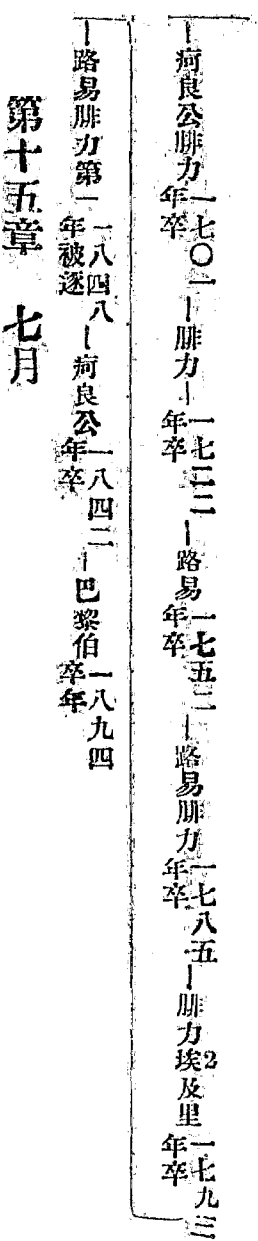 疴良公腓力一七〇一年卒—腓力—一七二二年卒—路易一七五二年卒—路易腓力一七八五年卒—腓力埃及里2一七九三年卒
路易腓力第一一八四八年被逐—疴良公一八四二年卒—巴黎伯一八九四卒年
第十五章 七月